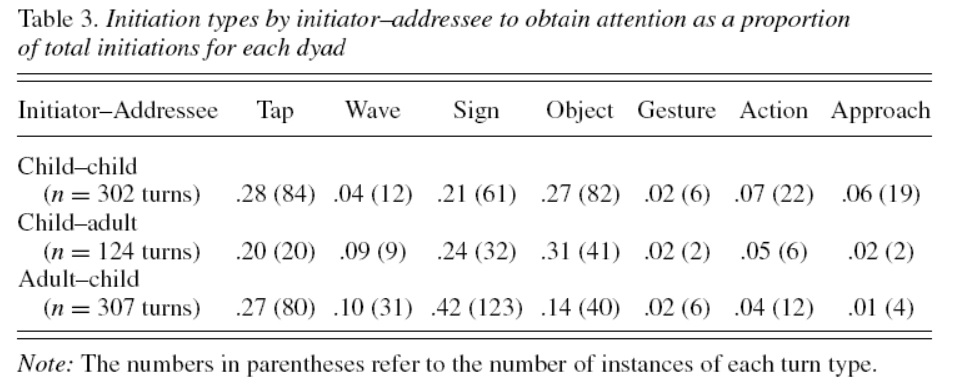 Table 3. Initiation types by initiator–addressee to obtain attention as a proportion
of total initiations for each dyad
Initiator–Addressee Tap Wave Sign Object Gesture Action Approach
Child–child
(n = 302 turns) .28 (84) .04 (12) .21 (61) .27 (82) .02 (6) .07 (22) .06 (19)
Child–adult
(n = 124 turns) .20 (20) .09 (9) .24 (32) .31 (41) .02 (2) .05 (6) .02 (2)
Adult–child
(n = 307 turns) .27 (80) .10 (31) .42 (123) .14 (40) .02 (6) .04 (12) .01 (4)
Note: The numbers in parentheses refer to the number of instances of each turn type.